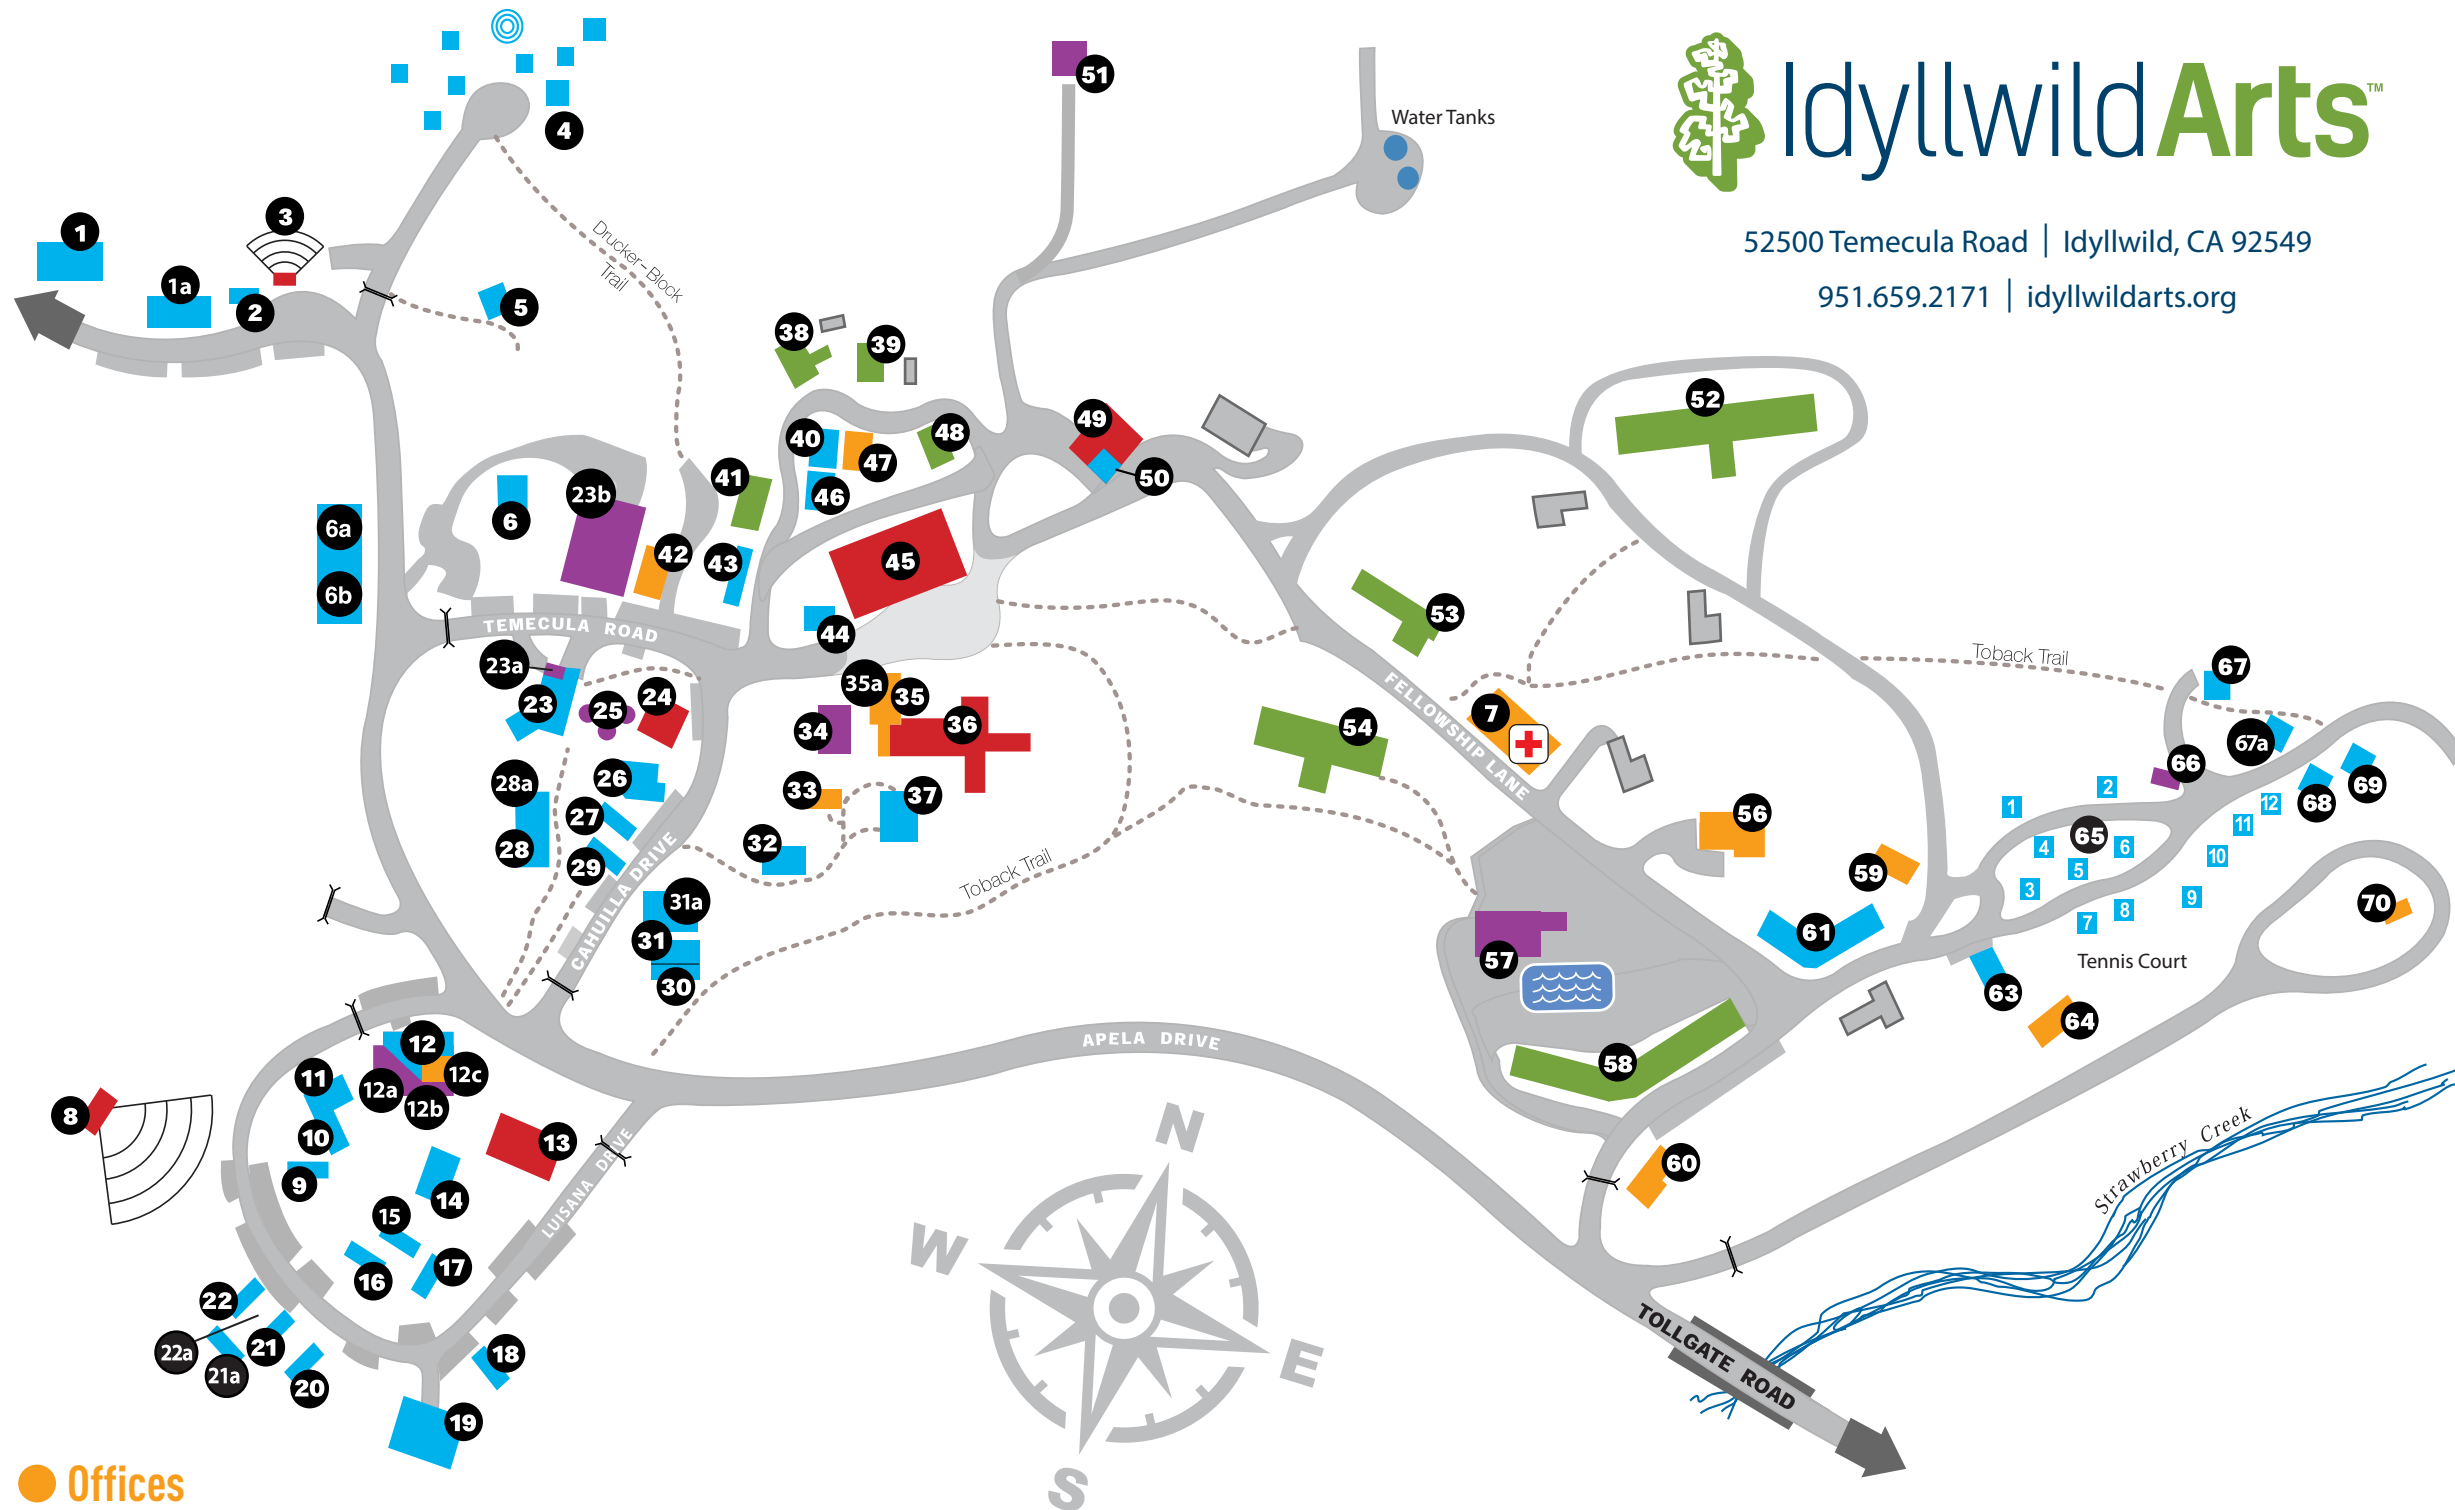 Idyllwild Arts™
52500 Temecula Road | Idyllwild, CA 92549
951.659.2171 | idyllwildarts.org
51
Water Tanks
4
3
1
1a
2
5
Drucker-Block
Trail
38
39
52
49
50
40
47
48
41
46
23b
6
6a
6b
42
43
45
44
TEMECULA ROAD
53
23a
23
25
24
35a
35
36
34
FELLOWSHIP LANE
7
54
Toback Trail
67
67a
66
69
68
28a
28
26
27
29
33
37
32
CAHUILLA DRIVE
31a
31
30
Toback Trail
56
59
61
57
63
64
65
1
2
3
4
5
6
7
8
9
10
11
12
70
Tennis Court
58
60
APELA DRIVE
12
12a
12b
12c
11
10
9
8
13
14
15
16
17
LUISANA DRIVE
22
22a
21
21a
20
18
19
N
W
E
S
Strawberry Creek
TOLLGATE ROAD
Offices